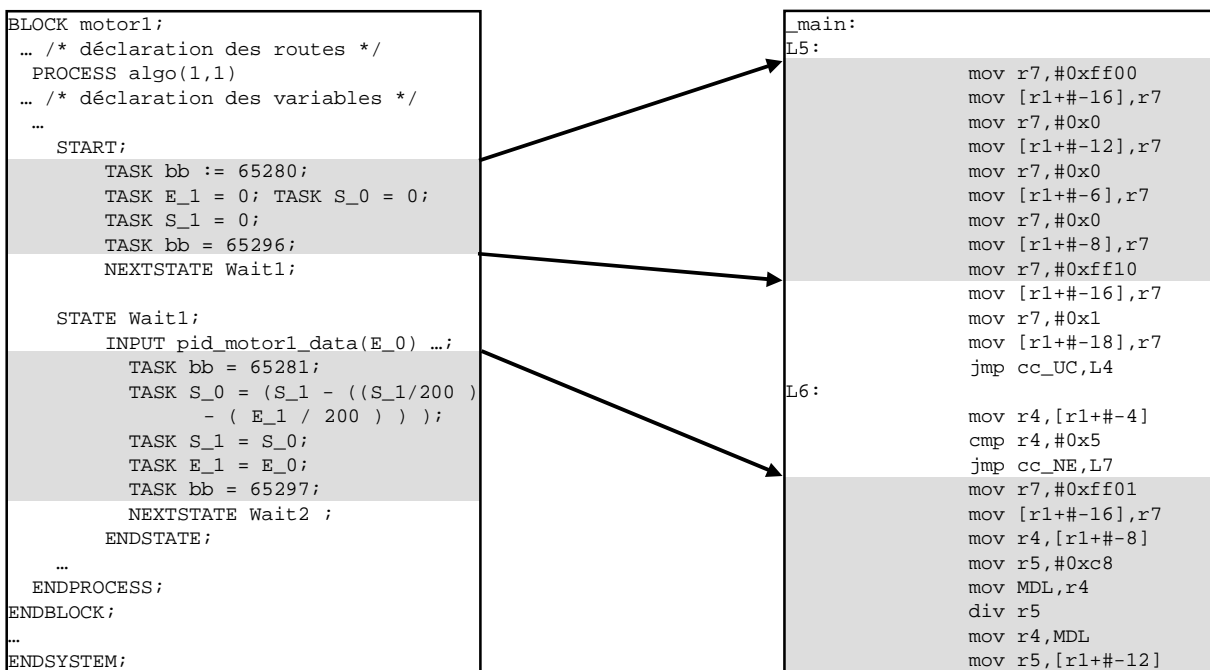 BLOCK motor1;
… /* déclaration des routes */
PROCESS algo(1,1)
… /* déclaration des variables */
…
START;
TASK bb := 65280;
TASK E_1 = 0; TASK S_0 = 0;
TASK S_1 = 0;
TASK bb = 65296;
NEXTSTATE Wait1;
STATE Wait1;
INPUT pid_motor1_data(E_0) …;
TASK bb = 65281;
TASK S_0 = (S_1 - ((S_1/200 )
- ( E_1 / 200 ) ) );
TASK S_1 = S_0;
TASK E_1 = E_0;
TASK bb = 65297;
NEXTSTATE Wait2 ;
ENDSTATE;
…
ENDPROCESS;
ENDBLOCK;
…
ENDSYSTEM;
_main:
L5:
mov r7,#0xff00
mov [r1+#-16],r7
mov r7,#0x0
mov [r1+#-12],r7
mov r7,#0x0
mov [r1+#-6],r7
mov r7,#0x0
mov [r1+#-8],r7
mov r7,#0xff10
mov [r1+#-16],r7
mov r7,#0x1
mov [r1+#-18],r7
jmp cc_UC,L4
L6:
mov r4,[r1+#-4]
cmp r4,#0x5
jmp cc_NE,L7
mov r7,#0xff01
mov [r1+#-16],r7
mov r4,[r1+#-8]
mov r5,#0xc8
mov MDL,r4
div r5
mov r4,MDL
mov r5,[r1+#-12]